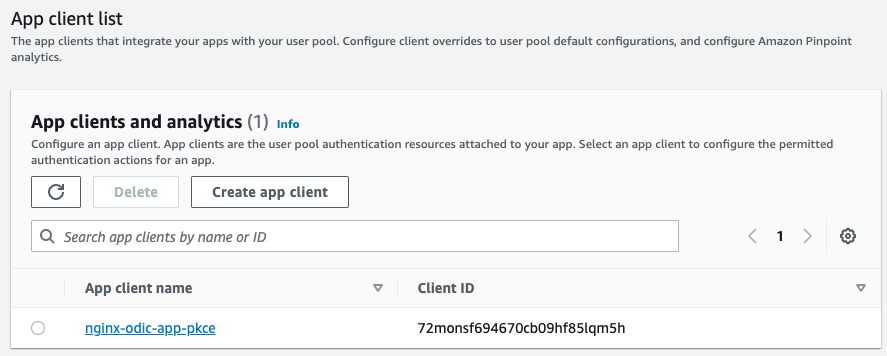 App client list
The app clients that integrate your apps with your user pool. Configure client overrides to user pool default configurations, and configure Amazon Pinpoint
analytics.
App clients and analytics (1) Info
Configure an app client. App clients are the user pool authentication resources attached to your app. Select an app client to configure the permitted
authentication actions for an app.
Delete Create app client
Search app clients by name or ID 1
App client name Client ID
nginx-odic-app-pkce 72monsf694670cb09hf85lqm5h